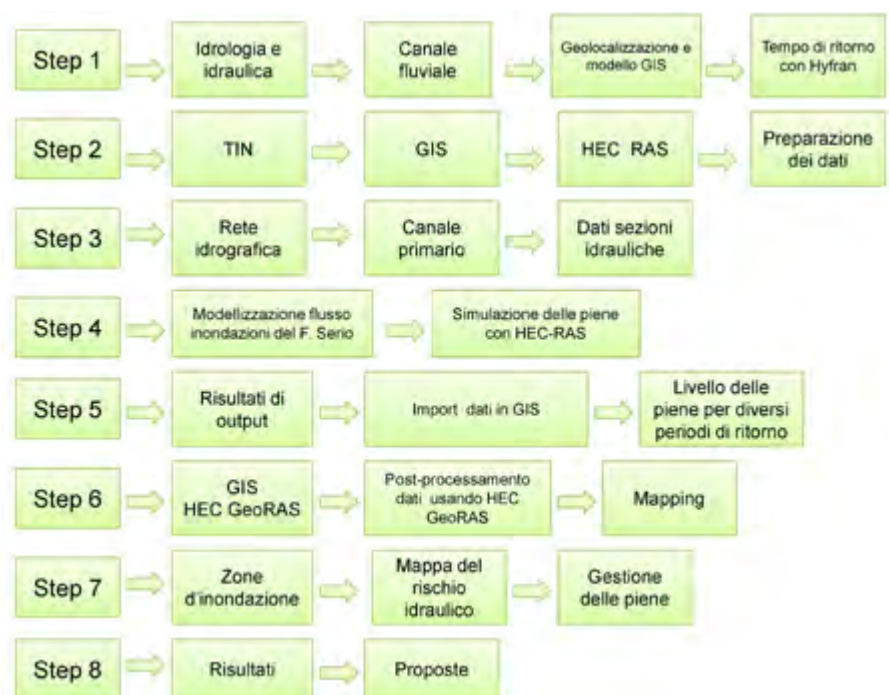 Step 1
Idrologia e
idraulica
Canale
fluviale
Geolocalizzazione e
modello GIS
Tempo di ritorno
con Hyfran
Step 2
TIN
GIS
HEC RAS
Preparazione
dei dati
Step 3
Rete
idrografica
Canale
primario
Dati sezioni
idrauliche
Step 4
Modellizzazione flusso
inondazioni del F. Serio
Simulazione delle piene
con HEC-RAS
Step 5
Risultati di
output
Import dati in GIS
Livello delle
piene per diversi
periodi di ritorno
Step 6
GIS
HEC GeoRAS
Post-processamento
dati usando HEC
GeoRAS
Mapping
Step 7
Zone
d'inondazione
Mappa del
rischio
idraulico
Gestione
delle piene
Step 8
Risultati
Proposte